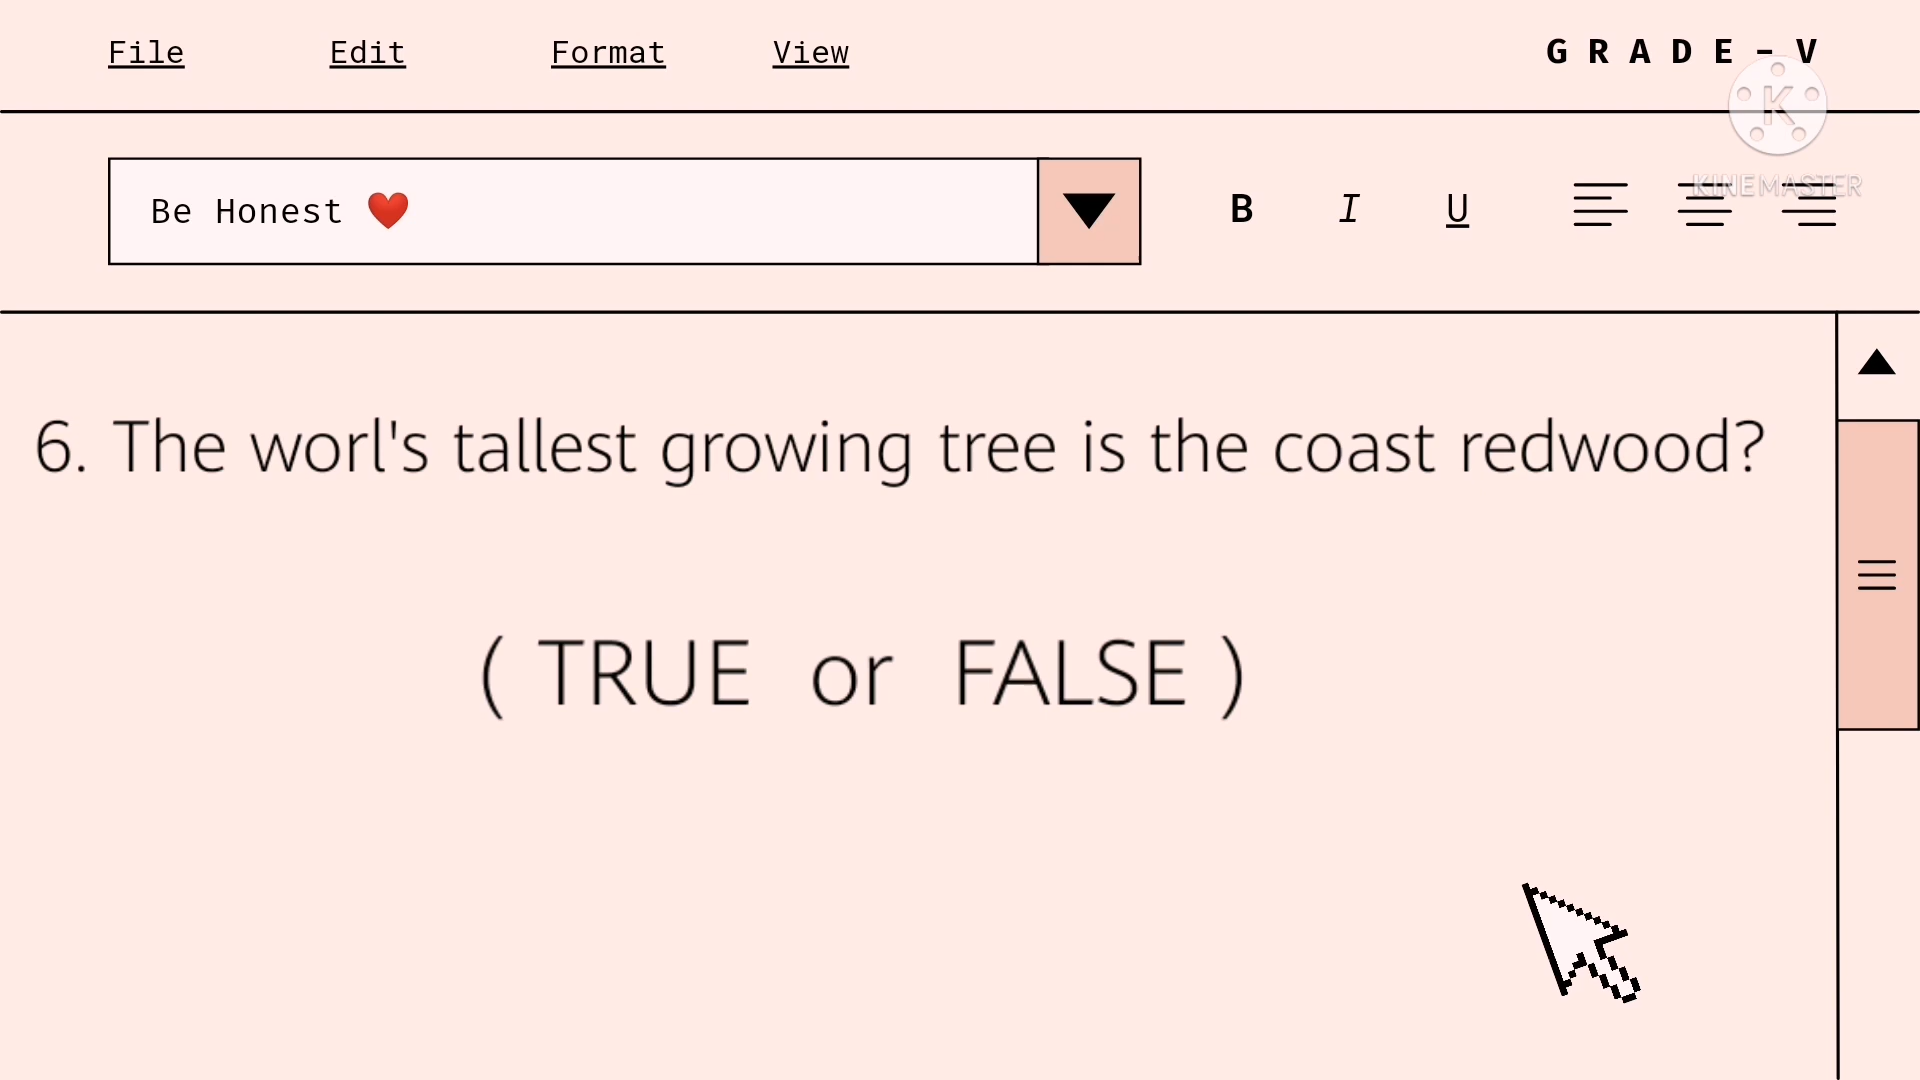 File Edit Format View GRADE-V
K
KINEMASTER
Be Honest ❤️ B I U
6. The worl's tallest growing tree is the coast redwood?
( TRUE or FALSE )